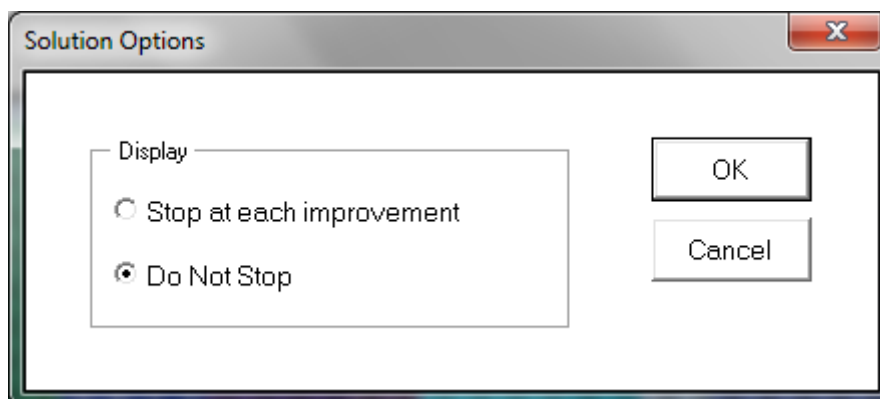 Solution Options
Display
Stop at each improvement
Do Not Stop
OK
Cancel